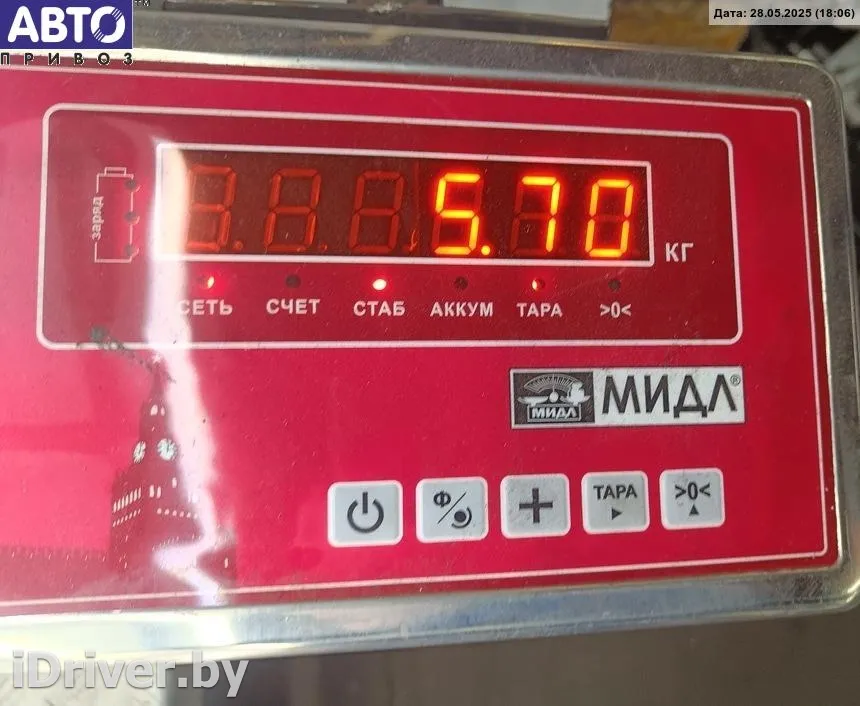 АВТО™
ПРИВОЗ
Дата: 28.05.2025 (18:06)
заряд
5.70
КГ
СЕТЬ СЧЕТ СТАБ АККУМ ТАРА >0<
МИДЛ МИДЛ®
Ф ТАРА >0<
iDriver.by